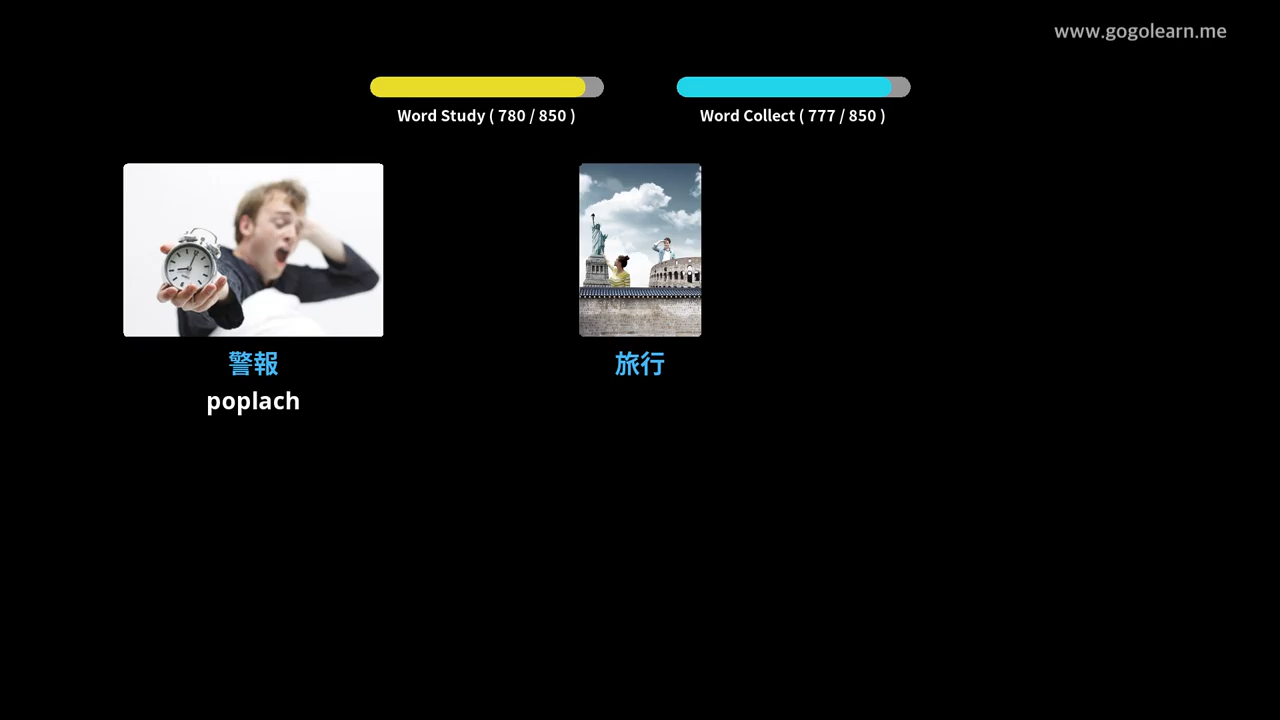 www.gogolearn.me
Word Study ( 780 / 850 )
Word Collect ( 777 / 850 )
警報
poplach
旅行